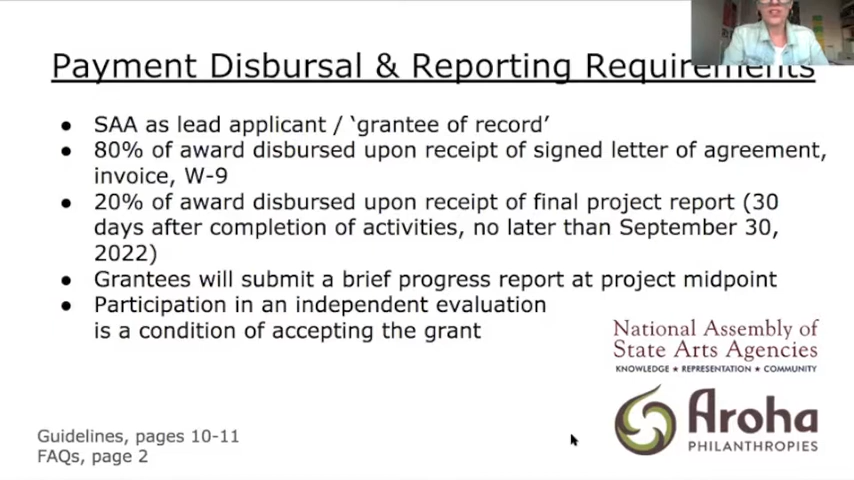 Payment Disbursal & Reporting Requirements
● SAA as lead applicant / ‘grantee of record’
● 80% of award disbursed upon receipt of signed letter of agreement,
invoice, W-9
● 20% of award disbursed upon receipt of final project report (30
days after completion of activities, no later than September 30,
2022)
● Grantees will submit a brief progress report at project midpoint
● Participation in an independent evaluation
is a condition of accepting the grant
National Assembly of
State Arts Agencies
KNOWLEDGE ★ REPRESENTATION ★ COMMUNITY
Aroha
PHILANTHROPIES
Guidelines, pages 10-11
FAQs, page 2